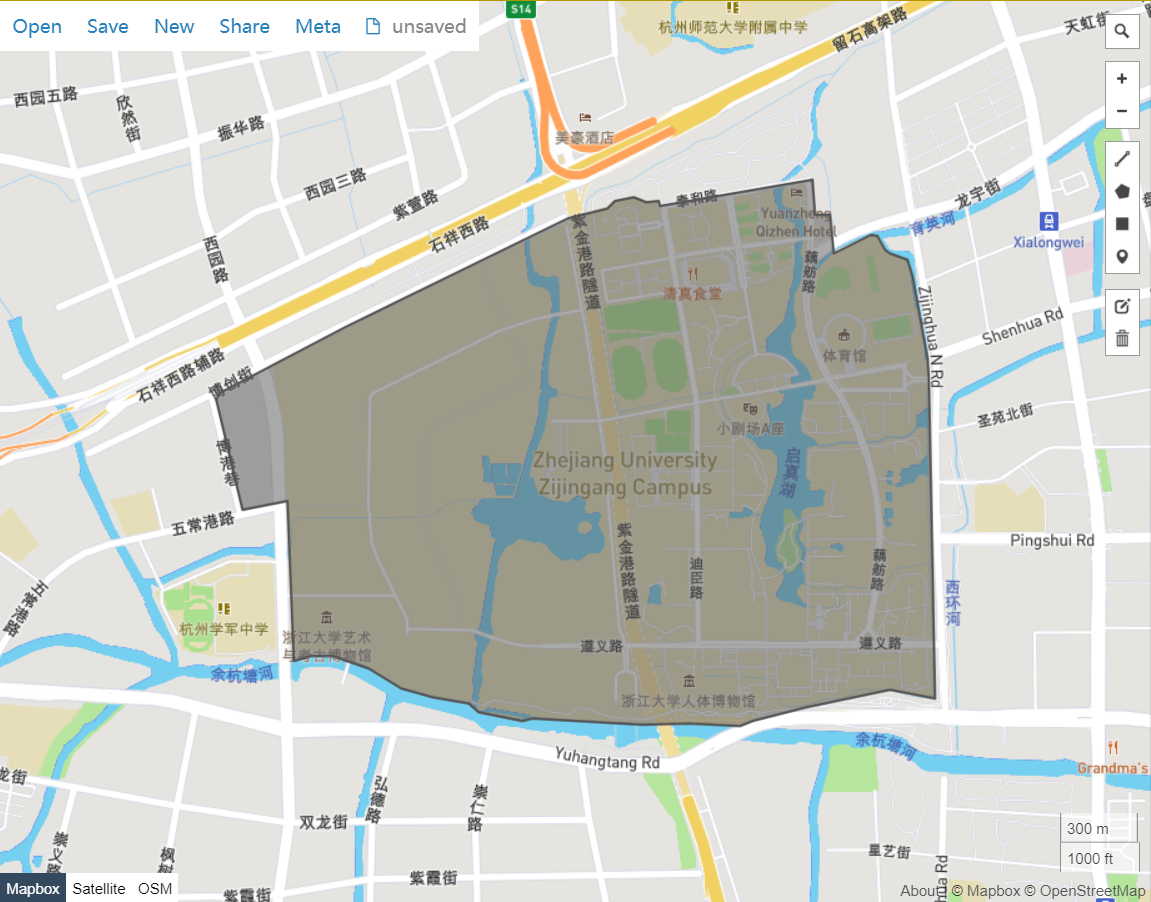 Open Save New Share Meta unsaved
S14
杭州师范大学附属中学
留石高架路
天虹街
西园五路
欣然街
振华路
美豪酒店
西园三路
紫萱路
石祥西路
西园路
泰和路
Yuanzheng
Qizhen Hotel
龙宇街
育英河
Xialongwei
紫金港路隧道
藕舫路
清真食堂
Zijinghua N Rd
Shenhua Rd
体育馆
石祥西路辅路
博创街
圣苑北街
小剧场A座
博港巷
Zhejiang University
Zijingang Campus
启真湖
五常港路
紫金港路隧道
Pingshui Rd
迪臣路
藕舫路
五常港路
西环河
杭州学军中学
浙江大学艺术
与考古博物馆
遵义路
遵义路
余杭塘河
浙江大学人体博物馆
余杭塘河
Yuhangtang Rd
Grandma's
龙街
弘德路
崇仁路
双龙街
300 m
崇义路
星艺街
1000 ft
紫霞街
Mapbox Satellite OSM
紫霞街
About © Mapbox © OpenStreetMap